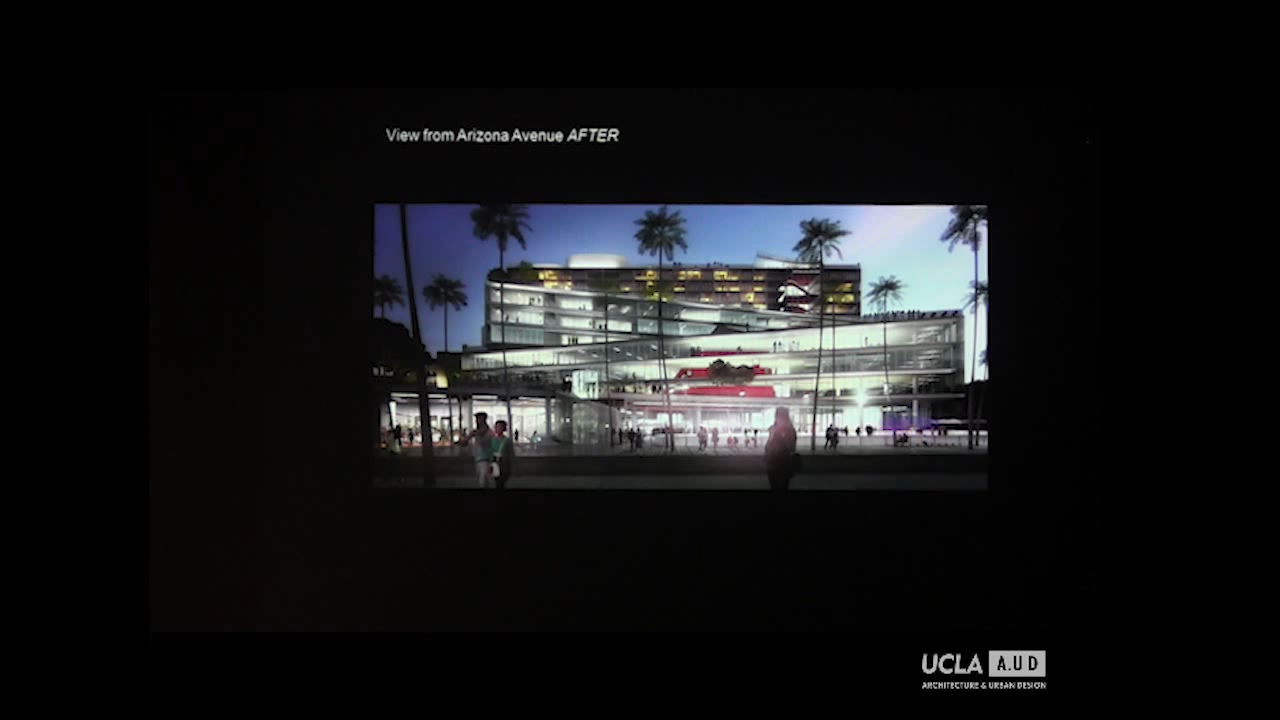 View from Arizona Avenue AFTER
UCLA A.UD
ARCHITECTURE & URBAN DESIGN